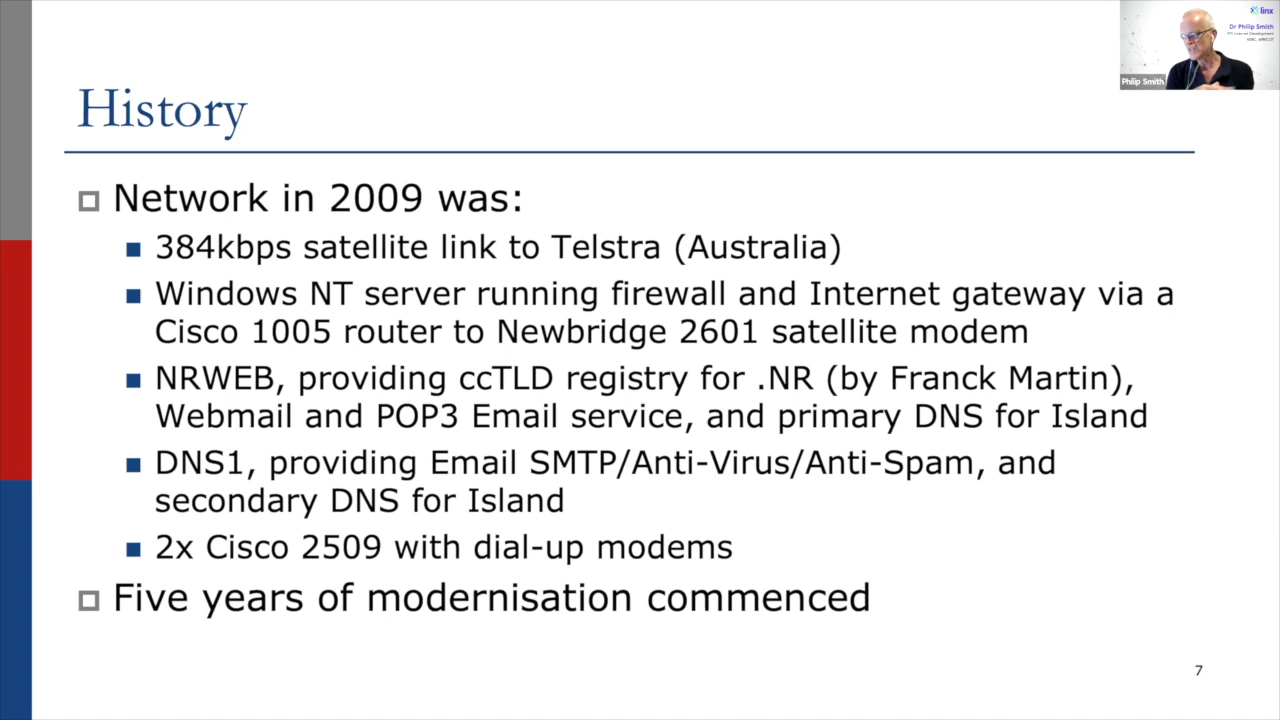 linx
Dr Philip Smith
Philip Smith
History
Network in 2009 was:
384kbps satellite link to Telstra (Australia)
Windows NT server running firewall and Internet gateway via a
Cisco 1005 router to Newbridge 2601 satellite modem
NRWEB, providing ccTLD registry for .NR (by Franck Martin),
Webmail and POP3 Email service, and primary DNS for Island
DNS1, providing Email SMTP/Anti-Virus/Anti-Spam, and
secondary DNS for Island
2x Cisco 2509 with dial-up modems
Five years of modernisation commenced
7